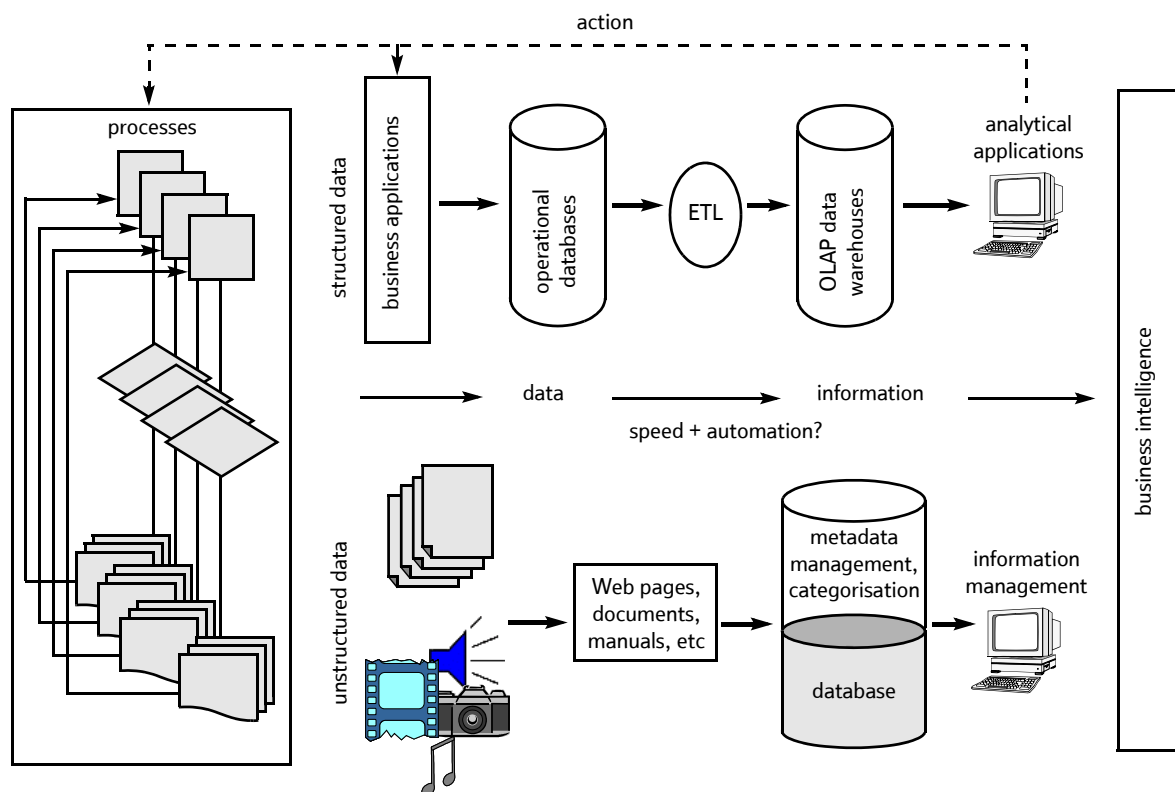 action
processes
structured data
business applications
operational
databases
ETL
OLAP data
warehouses
analytical
applications
data
information
speed + automation?
business intelligence
unstructured data
Web pages,
documents,
manuals, etc
metadata
management,
categorisation
database
information
management